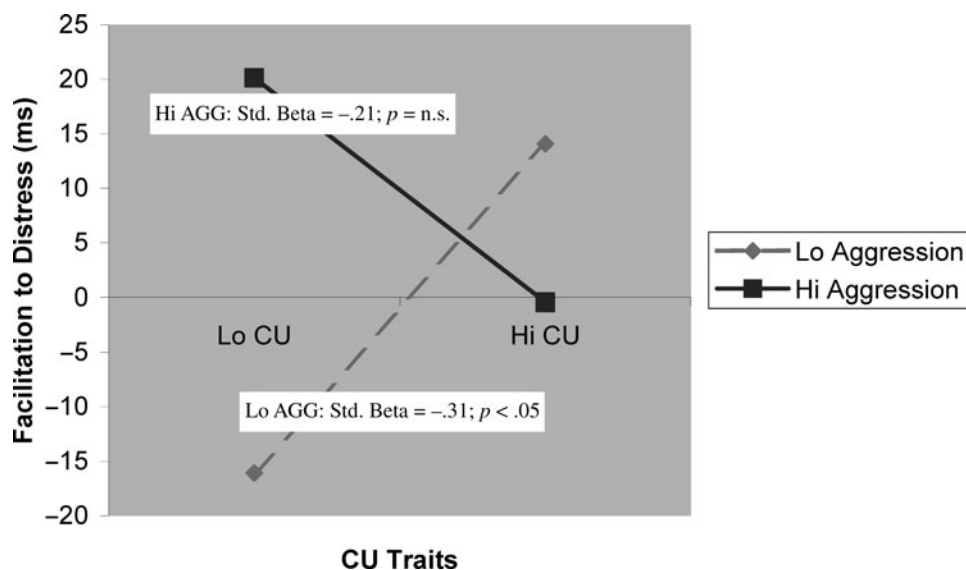 25
20
Hi AGG: Std. Beta = –.21; p = n.s.
15
10
5
0
Lo CU
Hi CU
–5
–10
Lo AGG: Std. Beta = –.31; p < .05
–15
–20
Facilitation to Distress (ms)
CU Traits
Lo Aggression
Hi Aggression